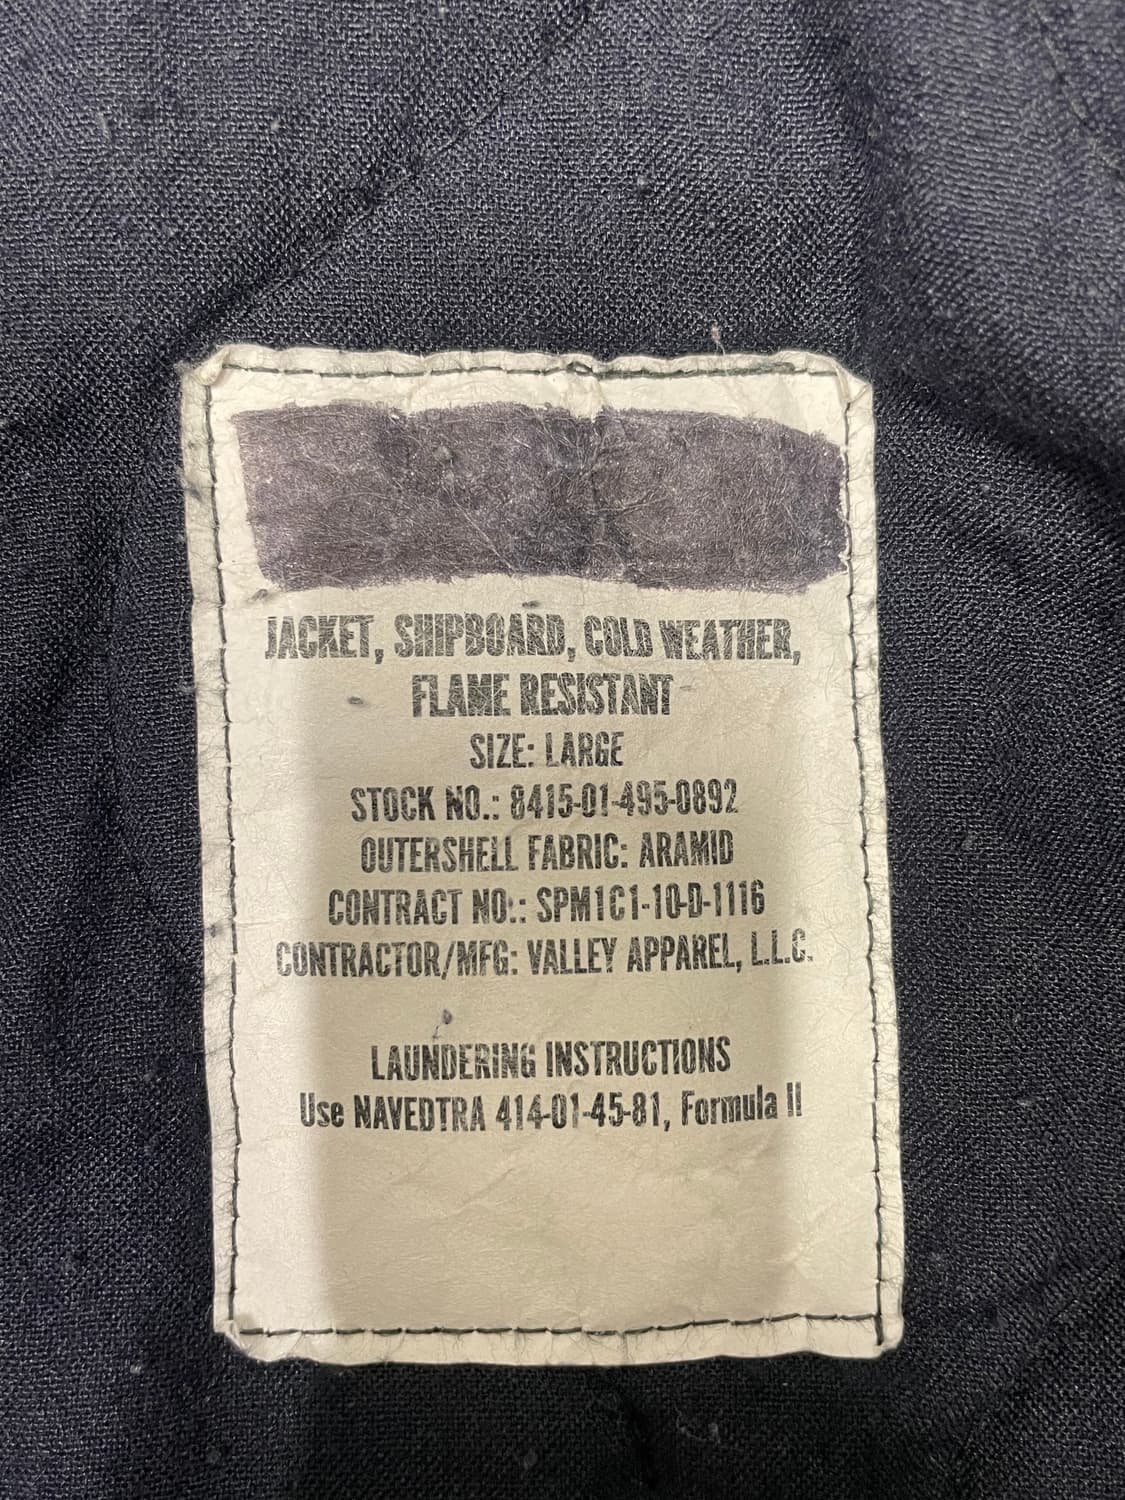 JACKET, SHIPBOARD, COLD WEATHER,
FLAME RESISTANT
SIZE: LARGE
STOCK NO.: 8415-01-495-0892
OUTERSHELL FABRIC: ARAMID
CONTRACT NO.: SPM1C1-10-D-1116
CONTRACTOR/MFG: VALLEY APPAREL, L.L.C.
LAUNDERING INSTRUCTIONS
Use NAVEDTRA 414-01-45-81, Formula II